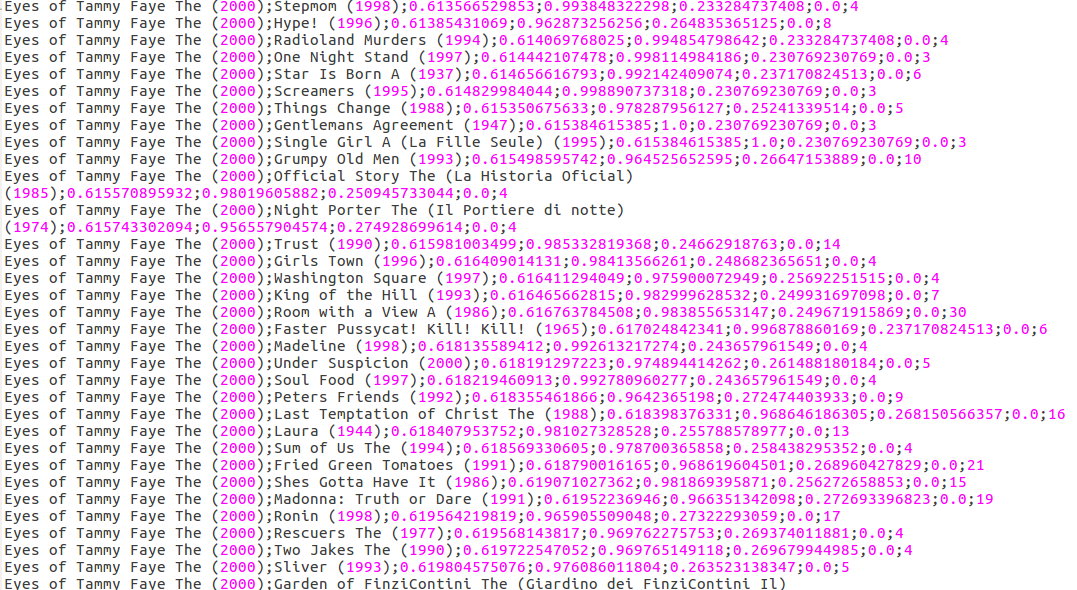 Eyes of Tammy Faye The (2000);Stepmom (1998);0.613566529853;0.993848322298;0.233284737408;0.0;4
Eyes of Tammy Faye The (2000);Hype! (1996);0.61385431069;0.962873256256;0.264835365125;0.0;8
Eyes of Tammy Faye The (2000);Radioland Murders (1994);0.614069768025;0.994854798642;0.233284737408;0.0;4
Eyes of Tammy Faye The (2000);One Night Stand (1997);0.614442107478;0.998114984186;0.230769230769;0.0;3
Eyes of Tammy Faye The (2000);Star Is Born A (1937);0.614656616793;0.992142409074;0.237170824513;0.0;6
Eyes of Tammy Faye The (2000);Screamers (1995);0.614829984044;0.998890737318;0.230769230769;0.0;3
Eyes of Tammy Faye The (2000);Things Change (1988);0.615350675633;0.978287956127;0.25241339514;0.0;5
Eyes of Tammy Faye The (2000);Gentlemans Agreement (1947);0.615384615385;1.0;0.230769230769;0.0;3
Eyes of Tammy Faye The (2000);Single Girl A (La Fille Seule) (1995);0.615384615385;1.0;0.230769230769;0.0;3
Eyes of Tammy Faye The (2000);Grumpy Old Men (1993);0.615498595742;0.964525652595;0.26647153889;0.0;10
Eyes of Tammy Faye The (2000);Official Story The (La Historia Oficial)
(1985);0.615570895932;0.98019605882;0.250945733044;0.0;4
Eyes of Tammy Faye The (2000);Night Porter The (Il Portiere di notte)
(1974);0.615743302094;0.956557904574;0.274928699614;0.0;4
Eyes of Tammy Faye The (2000);Trust (1990);0.615981003499;0.985332819368;0.24662918763;0.0;14
Eyes of Tammy Faye The (2000);Girls Town (1996);0.616409014131;0.98413566261;0.248682365651;0.0;4
Eyes of Tammy Faye The (2000);Washington Square (1997);0.616411294049;0.975900072949;0.25692251515;0.0;4
Eyes of Tammy Faye The (2000);King of the Hill (1993);0.616465662815;0.982999628532;0.249931697098;0.0;7
Eyes of Tammy Faye The (2000);Room with a View A (1986);0.616763784508;0.983855653147;0.249671915869;0.0;30
Eyes of Tammy Faye The (2000);Faster Pussycat! Kill! Kill! (1965);0.617024842341;0.996878860169;0.237170824513;0.0;6
Eyes of Tammy Faye The (2000);Madeline (1998);0.618135589412;0.992613217274;0.243657961549;0.0;4
Eyes of Tammy Faye The (2000);Under Suspicion (2000);0.618191297223;0.974894414262;0.261488180184;0.0;5
Eyes of Tammy Faye The (2000);Soul Food (1997);0.618219460913;0.992780960277;0.243657961549;0.0;4
Eyes of Tammy Faye The (2000);Peters Friends (1992);0.618355461866;0.9642365198;0.272474403933;0.0;9
Eyes of Tammy Faye The (2000);Last Temptation of Christ The (1988);0.618398376331;0.968646186305;0.268150566357;0.0;16
Eyes of Tammy Faye The (2000);Laura (1944);0.618407953752;0.981027328528;0.255788578977;0.0;13
Eyes of Tammy Faye The (2000);Sum of Us The (1994);0.618569330605;0.978700365858;0.258438295352;0.0;4
Eyes of Tammy Faye The (2000);Fried Green Tomatoes (1991);0.618790016165;0.968619604501;0.268960427829;0.0;21
Eyes of Tammy Faye The (2000);Shes Gotta Have It (1986);0.619071027362;0.981869395871;0.256272658853;0.0;15
Eyes of Tammy Faye The (2000);Madonna: Truth or Dare (1991);0.61952236946;0.966351342098;0.272693396823;0.0;19
Eyes of Tammy Faye The (2000);Ronin (1998);0.619564219819;0.965905509048;0.27322293059;0.0;17
Eyes of Tammy Faye The (2000);Rescuers The (1977);0.619568143817;0.969762275753;0.269374011881;0.0;4
Eyes of Tammy Faye The (2000);Two Jakes The (1990);0.619722547052;0.969765149118;0.269679944985;0.0;4
Eyes of Tammy Faye The (2000);Sliver (1993);0.619804575076;0.976086011804;0.263523138347;0.0;5
Eyes of Tammy Faye The (2000);Garden of FinziContini The (Giardino dei FinziContini Il)